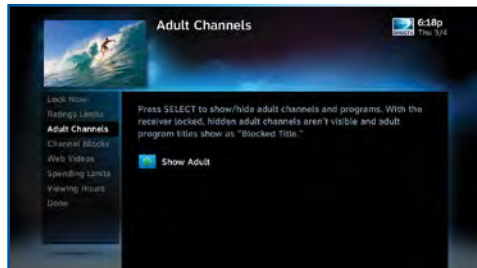 Adult Channels
6:18p
Thu 3/4
Lock Now
Ratings Limits
Adult Channels
Channel Blocks
Web Videos
Spending Limits
Viewing Hours
Done
Press SELECT to show/hide adult channels and programs. With the
receiver locked, hidden adult channels aren't visible and adult
program titles show as "Blocked Title."
Show Adult